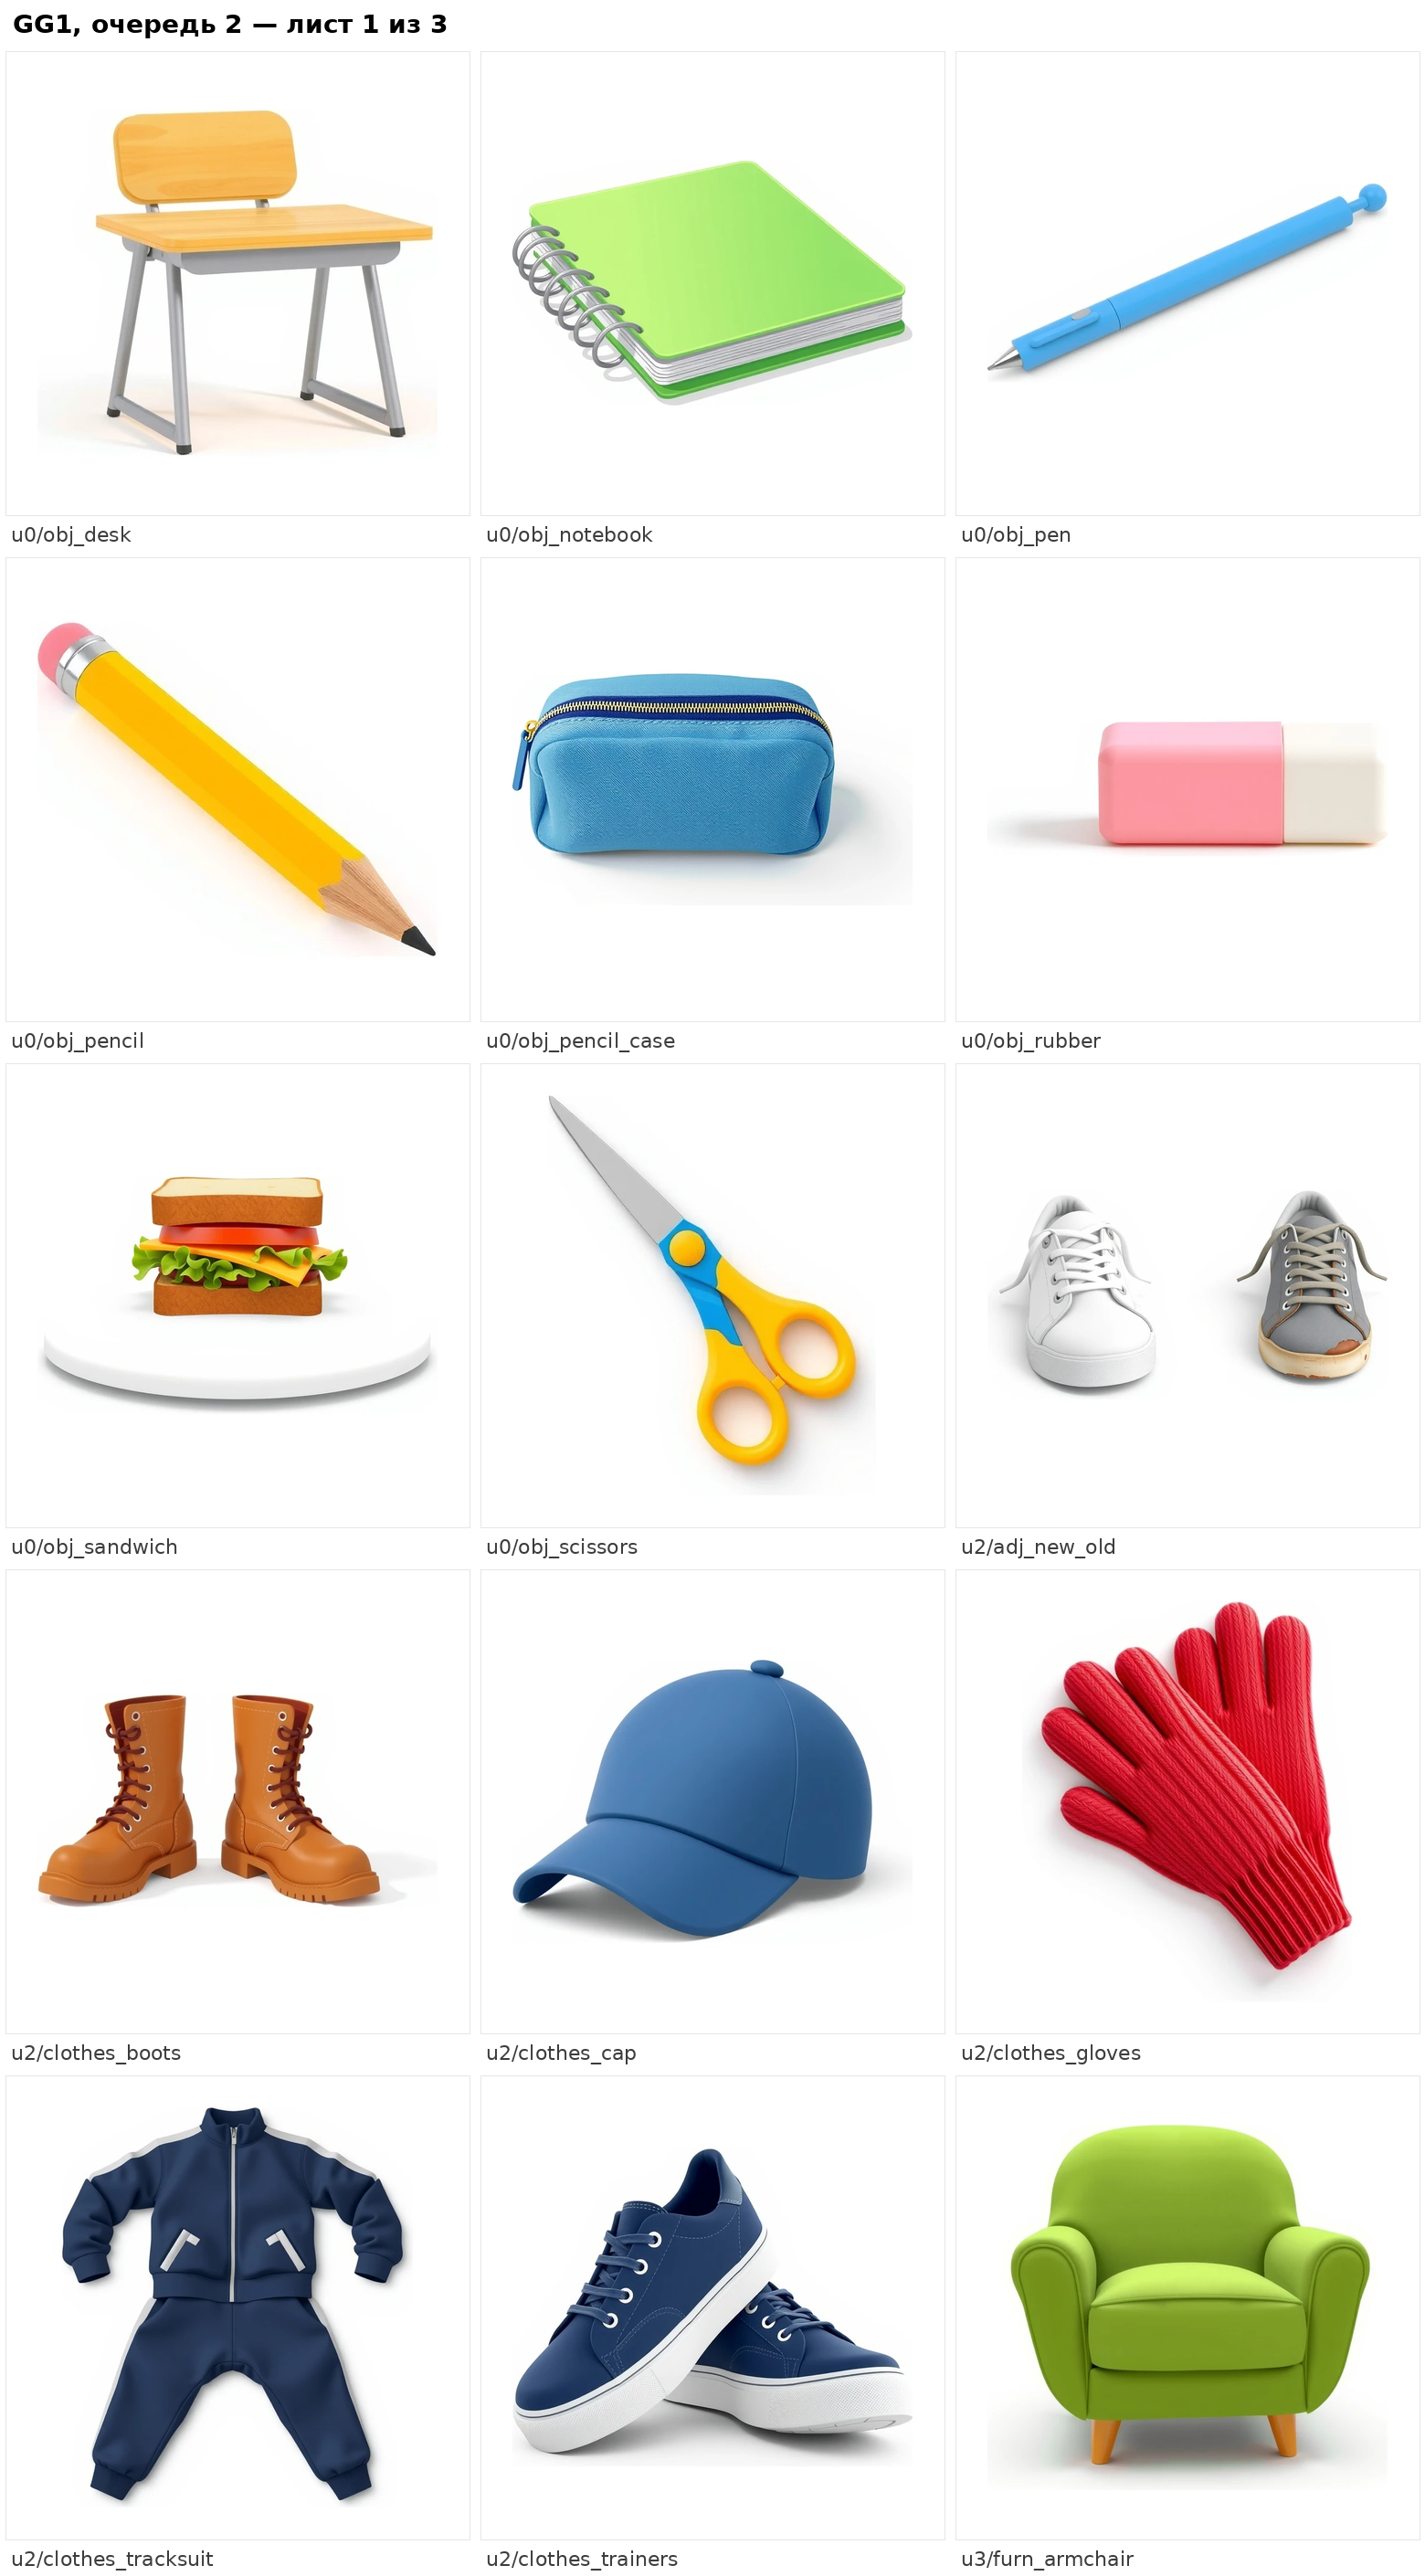 GG1, очередь 2 — лист 1 из 3
u0/obj_desk
u0/obj_notebook
u0/obj_pen
u0/obj_pencil
u0/obj_pencil_case
u0/obj_rubber
u0/obj_sandwich
u0/obj_scissors
u2/adj_new_old
u2/clothes_boots
u2/clothes_cap
u2/clothes_gloves
u2/clothes_tracksuit
u2/clothes_trainers
u3/furn_armchair